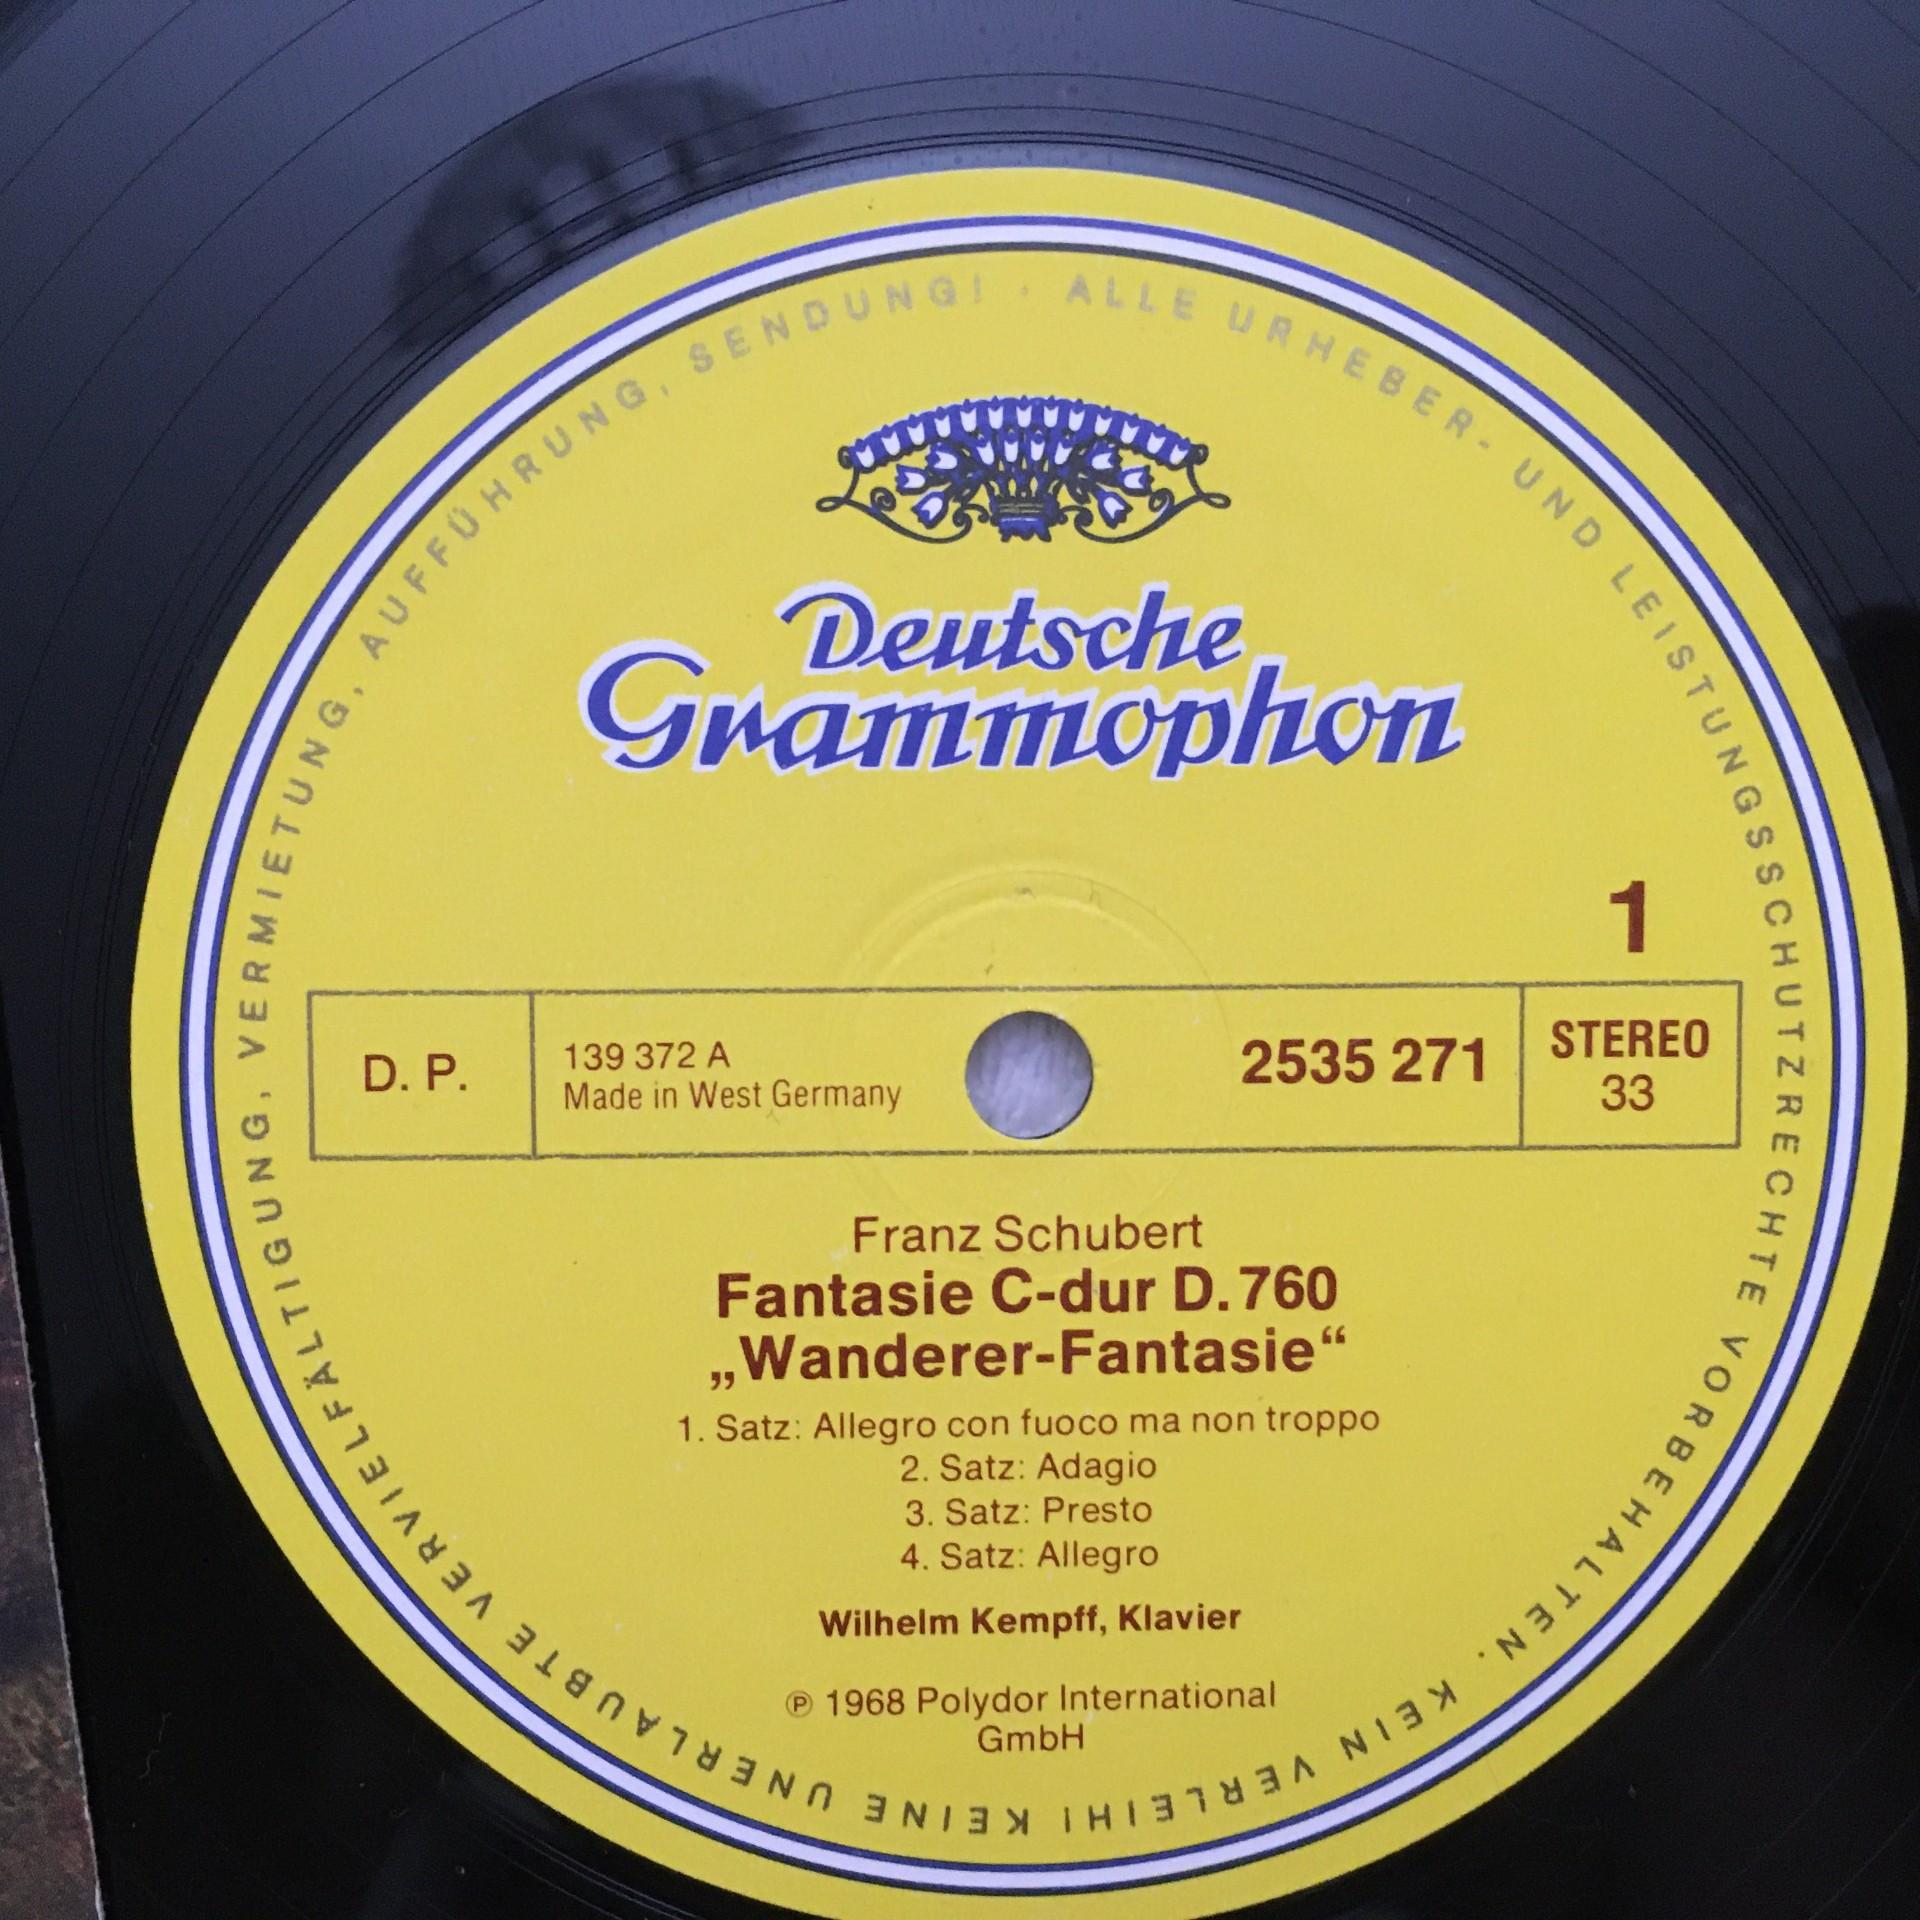 ALLE URHEBER- UND LEISTUNGSSCHUTZRECHTE VORBEHALTEN. KEIN VERLEIH! KEINE UNERLAUBTE VERVIELFÄLTIGUNG, VERMIETUNG, AUFFÜHRUNG, SENDUNG! ·
Deutsche
Grammophon
1
D. P.
139 372 A
Made in West Germany
2535 271
STEREO
33
Franz Schubert
Fantasie C-dur D. 760
„Wanderer-Fantasie“
1. Satz: Allegro con fuoco ma non troppo
2. Satz: Adagio
3. Satz: Presto
4. Satz: Allegro
Wilhelm Kempff, Klavier
℗ 1968 Polydor International
GmbH